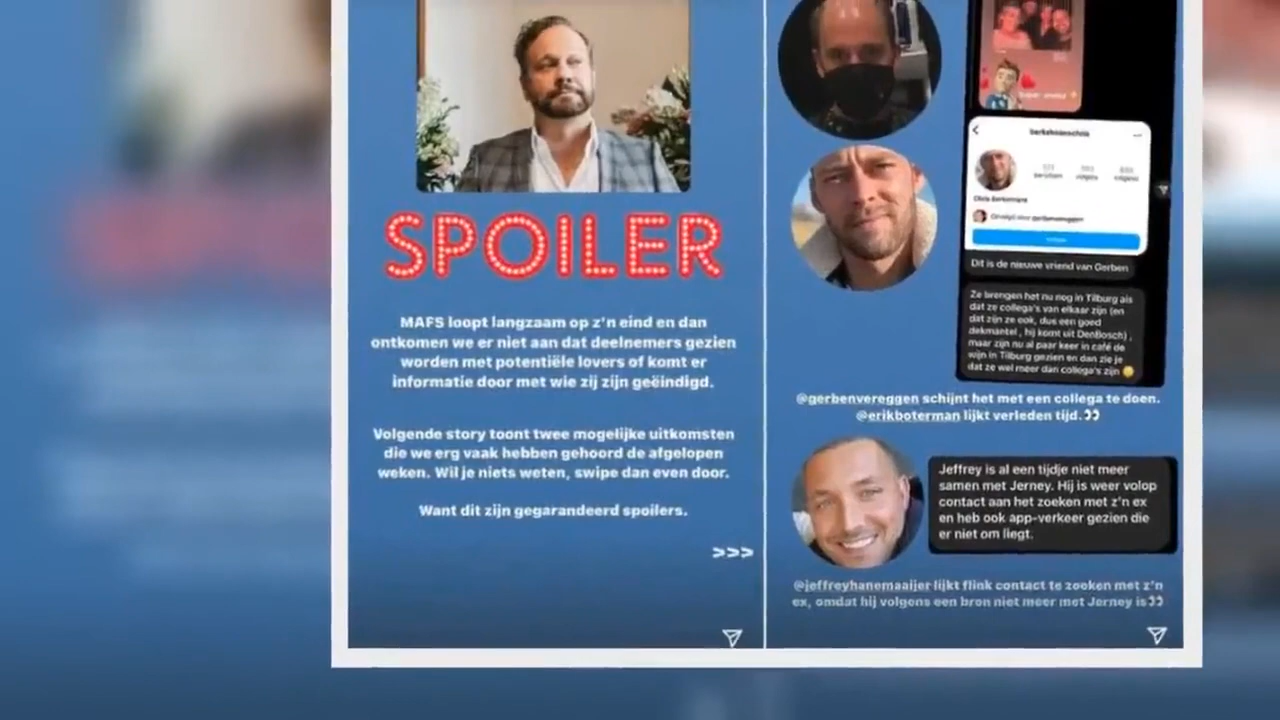 SPOILER
MAFS loopt langzaam op z'n eind en dan
ontkomen we er niet aan dat deelnemers gezien
worden met potentiële lovers of komt er
informatie door met wie zij zijn geëindigd.
Volgende story toont twee mogelijke uitkomsten
die we erg vaak hebben gehoord de afgelopen
weken. Wil je niets weten, swipe dan even door.
Want dit zijn gegarandeerd spoilers.
>>>
Dit is de nieuwe vriend van Gerben
Ze brengen het nu nog in Tilburg als
dat ze collega's van elkaar zijn (en
dat zijn ze ook, dus een goed
dekmantel , hij komt uit DenBosch) ,
maar zijn nu al paar keer in café de
wijn in Tilburg gezien en dan zie je
dat ze wel meer dan collega's zijn 😏
@gerbenvereggen schijnt het met een collega te doen.
@erikboterman lijkt verleden tijd.👀
Jeffrey is al een tijdje niet meer
samen met Jerney. Hij is weer volop
contact aan het zoeken met z'n ex
en heb ook app-verkeer gezien die
er niet om liegt.
@jeffreyhanemaaijer lijkt flink contact te zoeken met z'n
ex, omdat hij volgens een bron niet meer met Jerney is👀